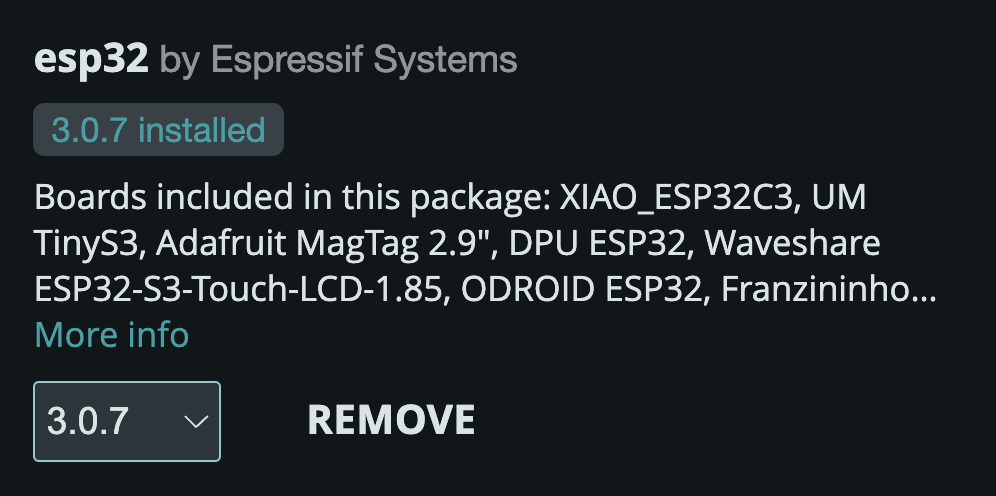 esp32 by Espressif Systems
3.0.7 installed
Boards included in this package: XIAO_ESP32C3, UM
TinyS3, Adafruit MagTag 2.9", DPU ESP32, Waveshare
ESP32-S3-Touch-LCD-1.85, ODROID ESP32, Franzininho...
More info
3.0.7 REMOVE